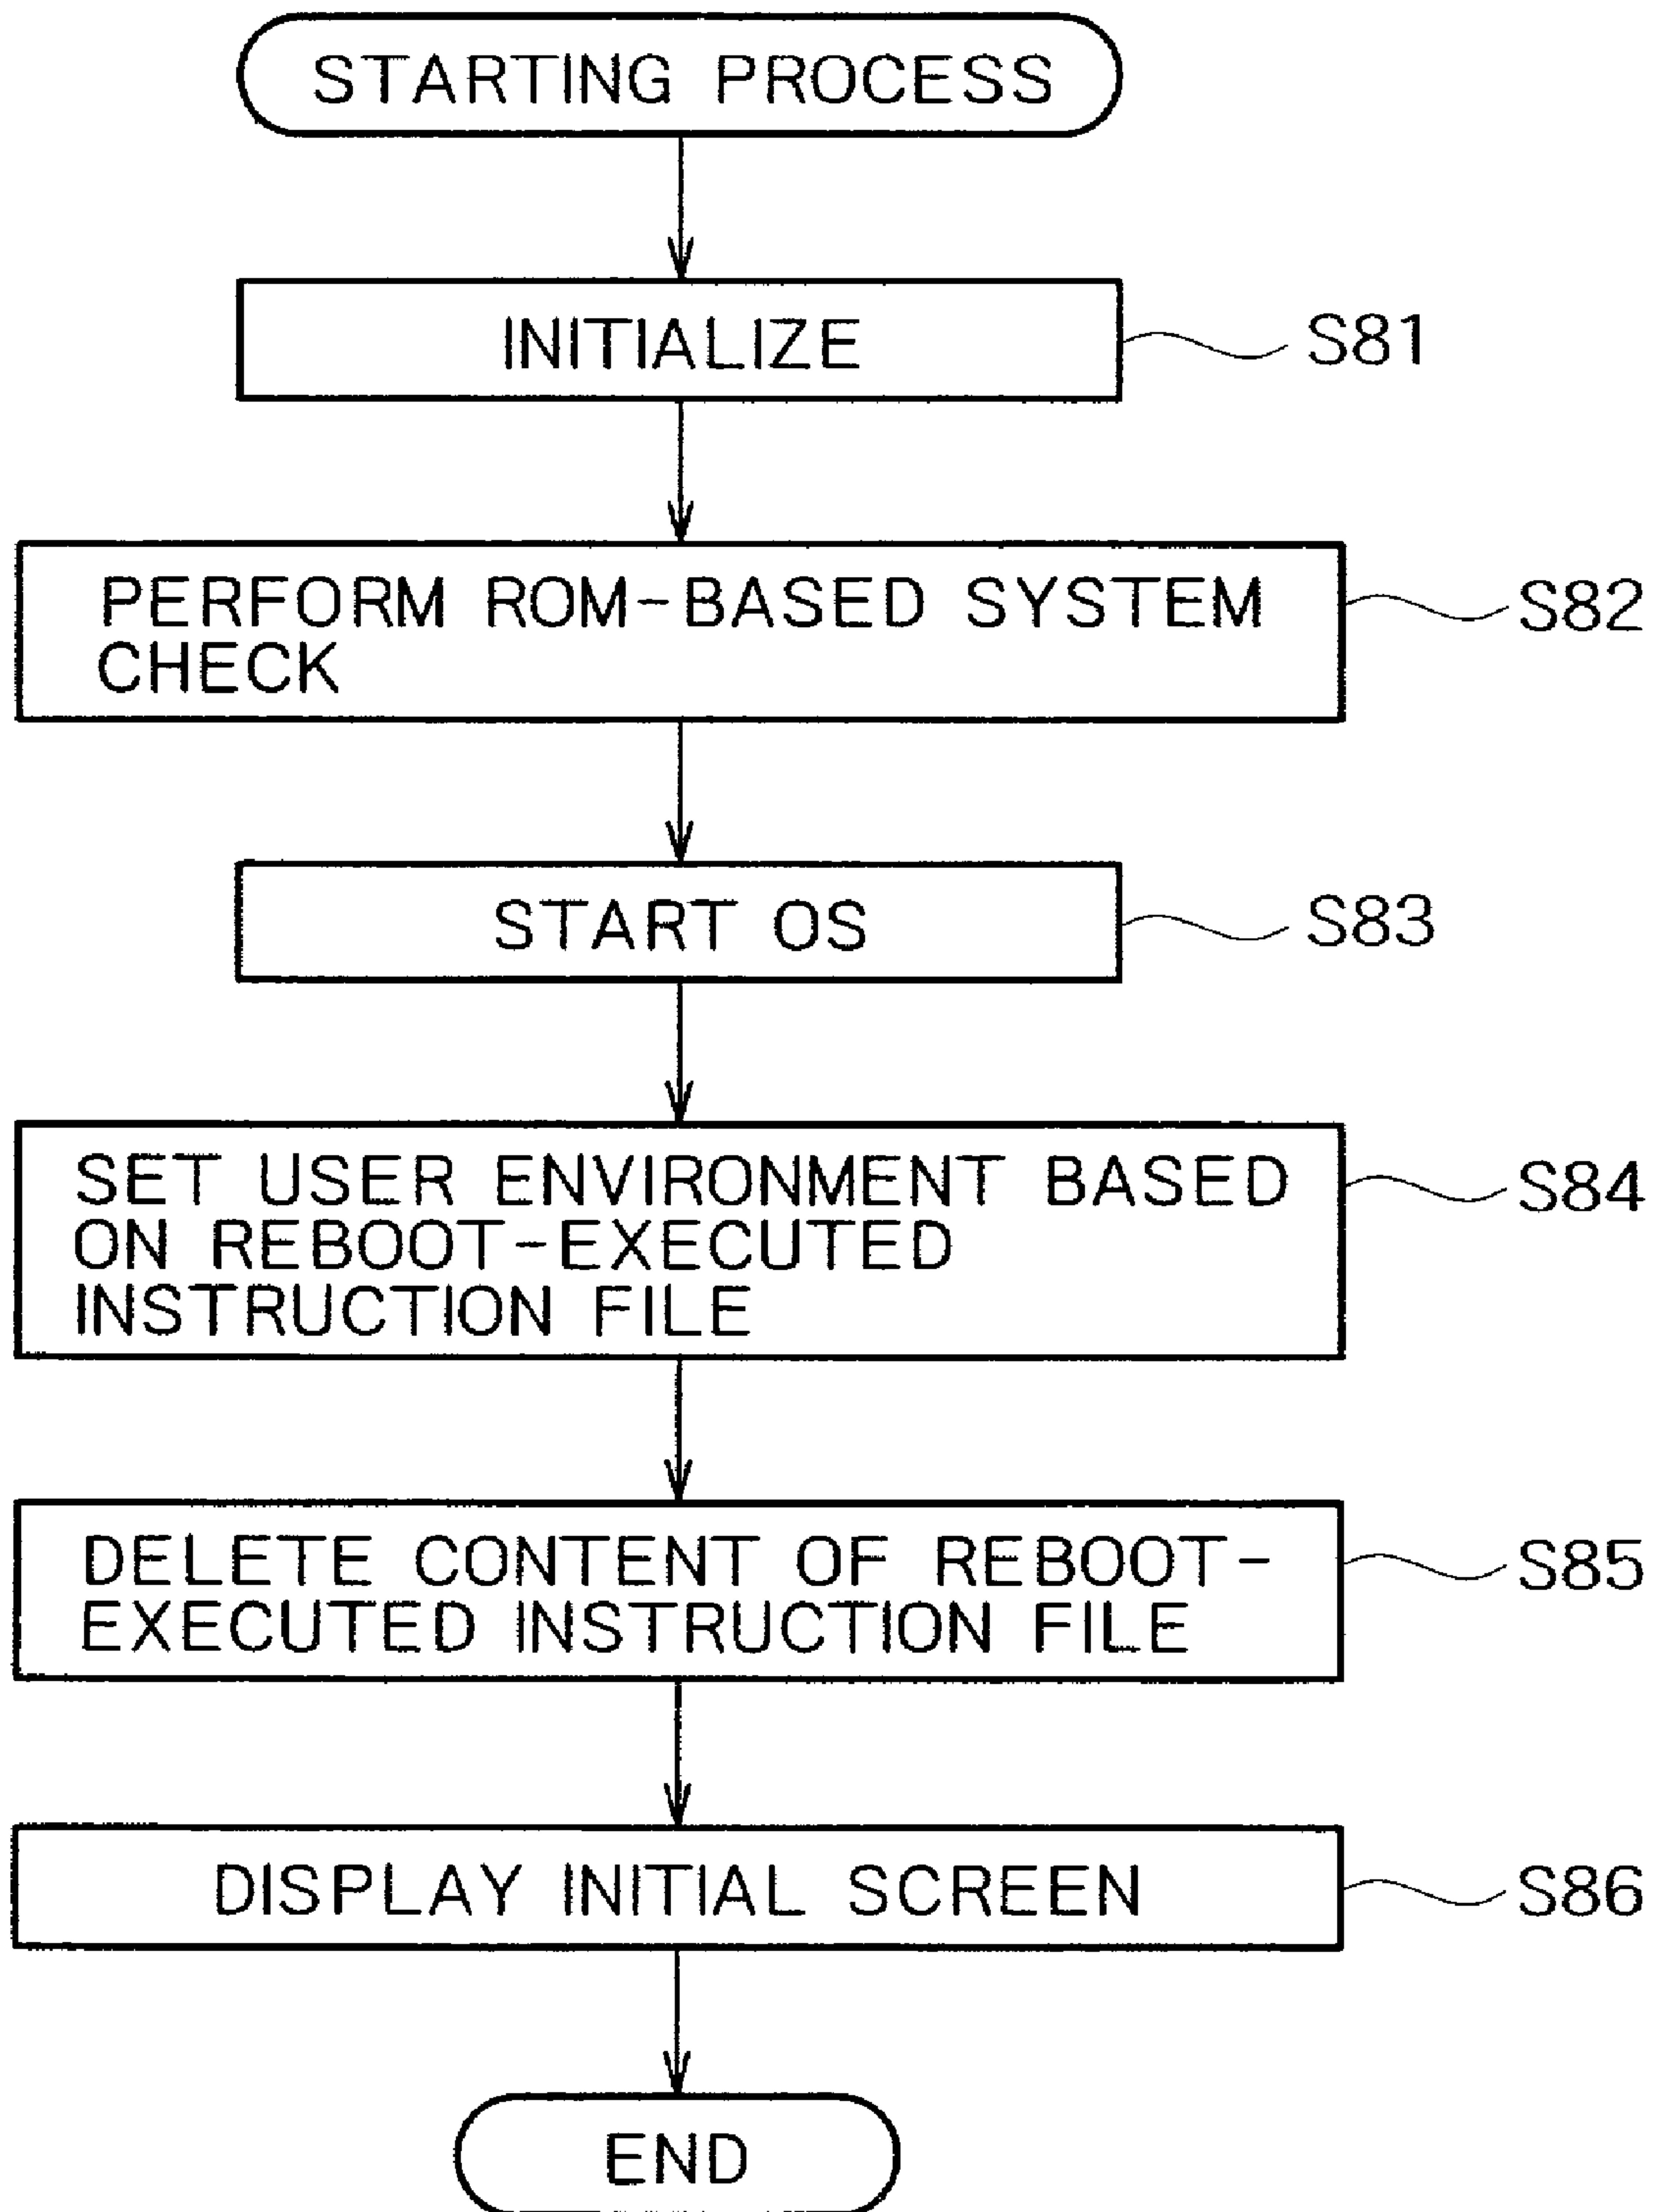 STARTING PROCESS
INITIALIZE
S81
PERFORM ROM-BASED SYSTEM
CHECK
S82
START OS
S83
SET USER ENVIRONMENT BASED
ON REBOOT-EXECUTED
INSTRUCTION FILE
S84
DELETE CONTENT OF REBOOT-
EXECUTED INSTRUCTION FILE
S85
DISPLAY INITIAL SCREEN
S86
END